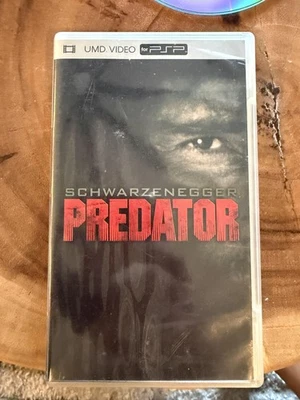 UMD VIDEO for PSP
SCHWARZENEGGER
PREDATOR